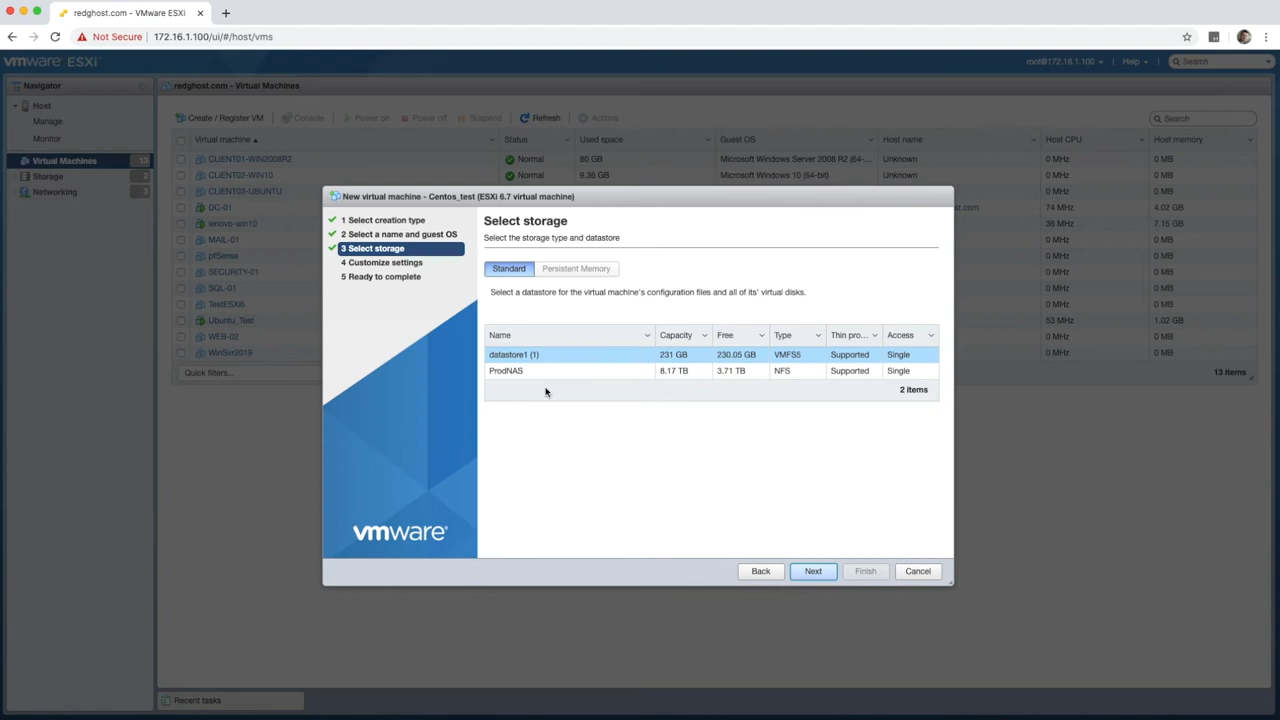 redghost.com - VMware ESXi
Not Secure 172.16.1.100/ui/#/host/vms
vmware ESXi root@172.16.1.100 Help Search
Navigator
Host
Manage
Monitor
Virtual Machines 13
Storage 2
Networking 3
redghost.com - Virtual Machines
Create / Register VM Console Power on Power off Suspend Refresh Actions Search
Virtual machine Status Used space Guest OS Host name Host CPU Host memory
CLIENT01-WIN2008R2 Normal 80 GB Microsoft Windows Server 2008 R2 (64-... Unknown 0 MHz 0 MB
CLIENT02-WIN10 Normal 9.36 GB Microsoft Windows 10 (64-bit) Unknown 0 MHz 0 MB
CLIENT03-UBUNTU 0 MHz 0 MB
DC-01 st.com 74 MHz 4.02 GB
lenovo-win10 36 MHz 7.15 GB
MAIL-01 0 MHz 0 MB
pfSense 0 MHz 0 MB
SECURITY-01 0 MHz 0 MB
SQL-01 0 MHz 0 MB
TestESXi6 0 MHz 0 MB
Ubuntu_Test 53 MHz 1.02 GB
WEB-02 0 MHz 0 MB
WinSvr2019 0 MHz 0 MB
Quick filters... 13 items
New virtual machine - Centos_test (ESXi 6.7 virtual machine)
1 Select creation type
2 Select a name and guest OS
3 Select storage
4 Customize settings
5 Ready to complete
vmware
Select storage
Select the storage type and datastore
Standard Persistent Memory
Select a datastore for the virtual machine's configuration files and all of its' virtual disks.
Name Capacity Free Type Thin pro... Access
datastore1 (1) 231 GB 230.05 GB VMFS5 Supported Single
ProdNAS 8.17 TB 3.71 TB NFS Supported Single
2 items
Back Next Finish Cancel
Recent tasks